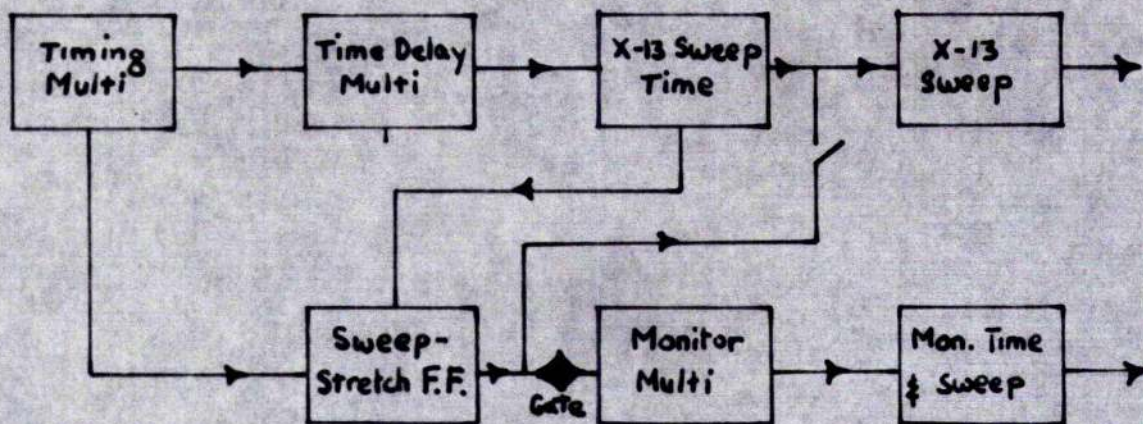 Timing
Multi
Time Delay
Multi
X-13 Sweep
Time
X-13
Sweep
Sweep-
Stretch F.F.
GATE
Monitor
Multi
Mon. Time
& Sweep